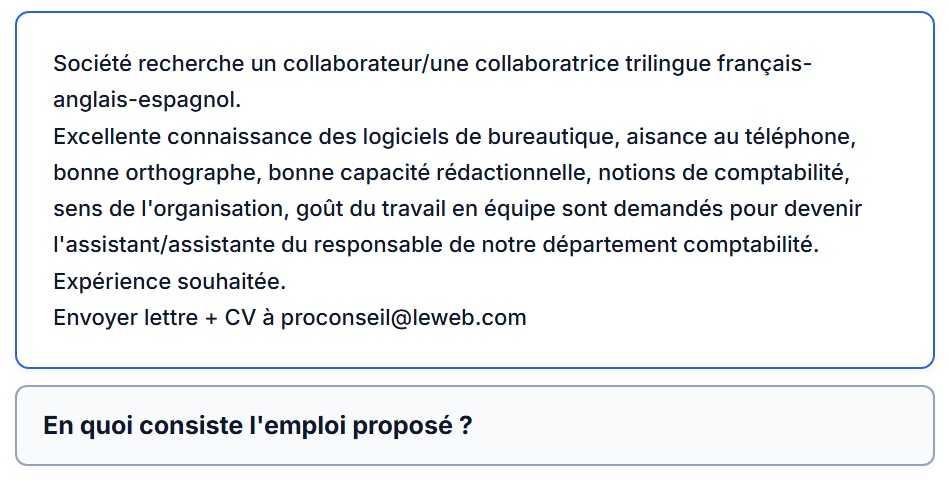 Société recherche un collaborateur/une collaboratrice trilingue français-
anglais-espagnol.
Excellente connaissance des logiciels de bureautique, aisance au téléphone,
bonne orthographe, bonne capacité rédactionnelle, notions de comptabilité,
sens de l'organisation, goût du travail en équipe sont demandés pour devenir
l'assistant/assistante du responsable de notre département comptabilité.
Expérience souhaitée.
Envoyer lettre + CV à proconseil@leweb.com
En quoi consiste l'emploi proposé ?